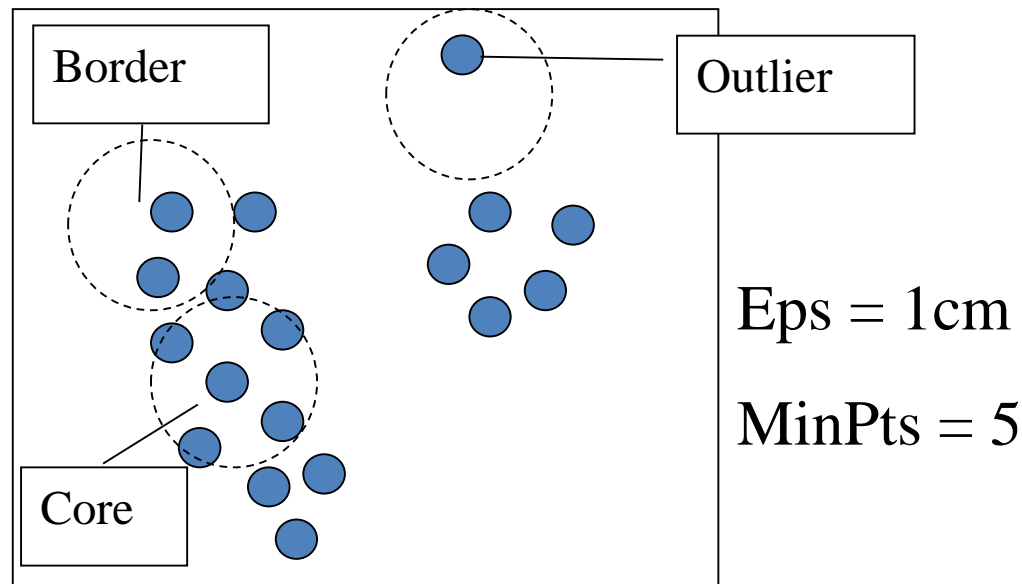 Border
Outlier
Eps = 1cm
MinPts = 5
Core